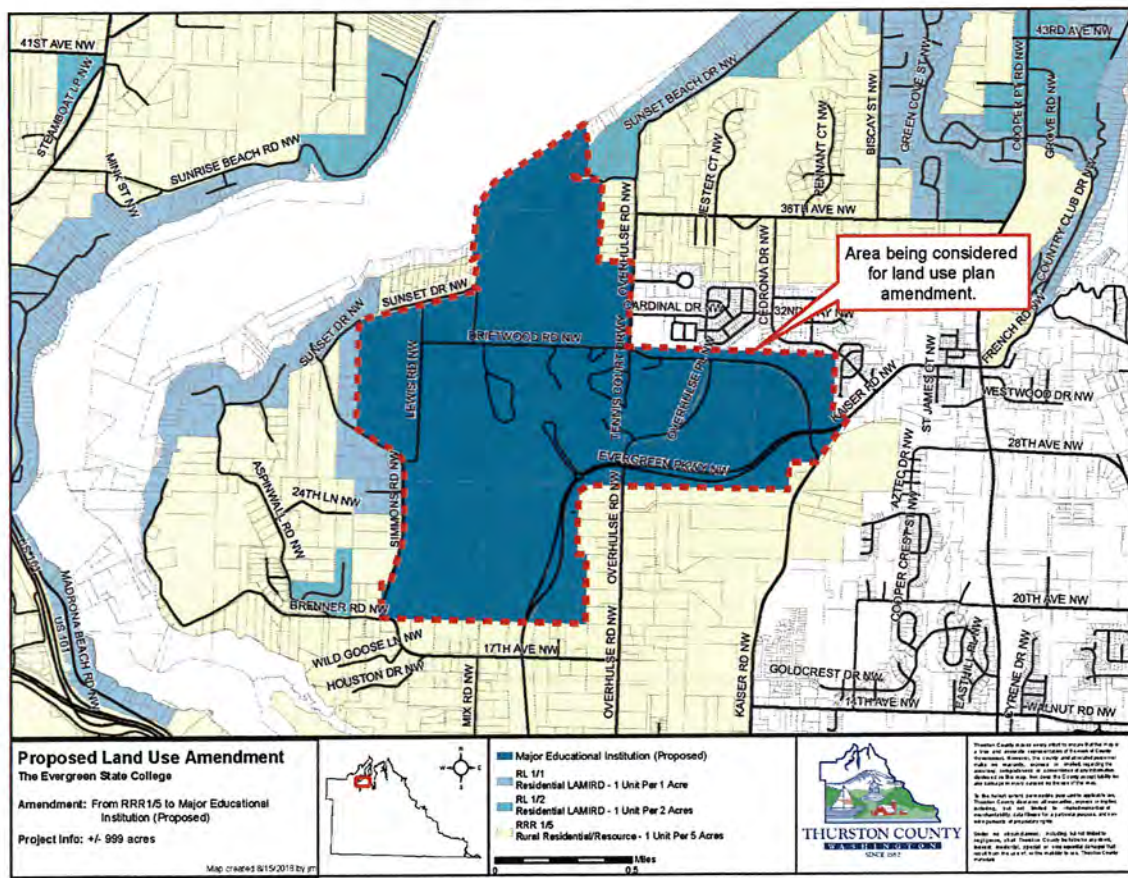 41ST AVE NW
STEAMBOAT LP NW
MINK ST NW
SUNRISE BEACH RD NW
SUNSET BEACH DR NW
BISCAY ST NW
GREEN COVE ST NW
COOPER PT RD NW
43RD AVE NW
GROVE RD NW
PENNANT CT NW
36TH AVE NW
COUNTRY CLUB DR NW
FRENCH RD NW
OVERHULSE RD NW
CEDRONA DR NW
Area being considered
for land use plan
amendment.
SUNSET DR NW
SUNSET DR NW
CARDINAL DR NW
DRIFTWOOD RD NW
LEWIS RD NW
OVERHULSE PL NW
KAISER RD NW
ST JAMES CT NW
WESTWOOD DR NW
28TH AVE NW
EVERGREEN PKWY NW
AZTEC DR NW
COOPER CREST ST NW
ASPINWALL RD NW
24TH LN NW
SIMMONS RD NW
OVERHULSE RD NW
BRENNER RD NW
20TH AVE NW
MADRONA BEACH RD NW
US 101
US 101
WILD GOOSE LN NW
17TH AVE NW
HOUSTON DR NW
MIX RD NW
OVERHULSE RD NW
KAISER RD NW
GOLDCREST DR NW
14TH AVE NW
EASTHILL PL NW
WALNUT RD NW
Proposed Land Use Amendment
The Evergreen State College
Amendment: From RRR1/5 to Major Educational
Institution (Proposed)
Project Info: +/- 999 acres
Map created 8/15/2016 by jm
N
W
E
S
Major Educational Institution (Proposed)
RL 1/1
Residential LAMIRD - 1 Unit Per 1 Acre
RL 1/2
Residential LAMIRD - 1 Unit Per 2 Acres
RRR 1/5
Rural Residential/Resource - 1 Unit Per 5 Acres
Miles
0
0.5
THURSTON COUNTY
WASHINGTON
SINCE 1852